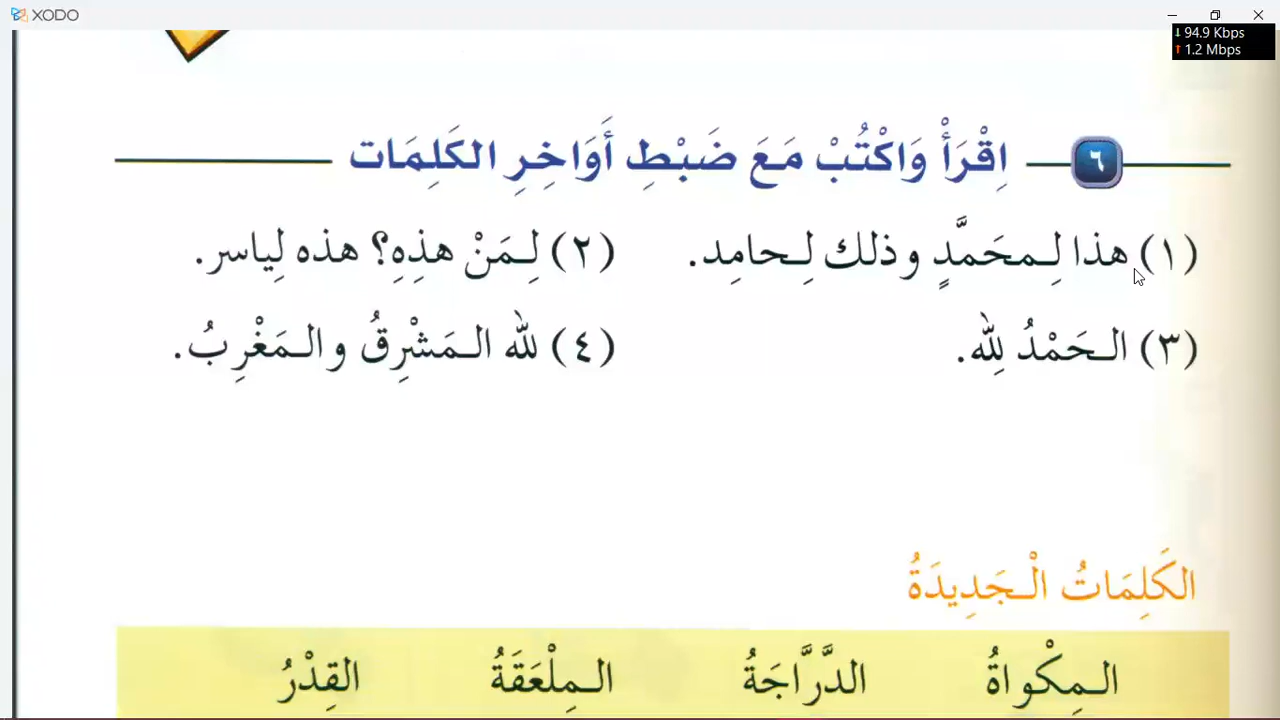 XODO
↓ 94.9 Kbps
↑ 1.2 Mbps
٦ اِقْرَأْ وَاكْتُبْ مَعَ ضَبْطِ أَوَاخِرِ الكَلِمَات
(١) هذا لِـمحَمَّدٍ وذلك لِـحامِد. (٢) لِـمَنْ هذِهِ؟ هذه لِياسر.
(٣) الـحَمْدُ لِلّٰه. (٤) للّٰه الـمَشْرِقُ والـمَغْرِبُ.
الكَلِمَاتُ الْـجَدِيدَةُ
الـمِكْواةُ الدَّرَّاجَةُ الـمِلْعَقَةُ القِدْرُ